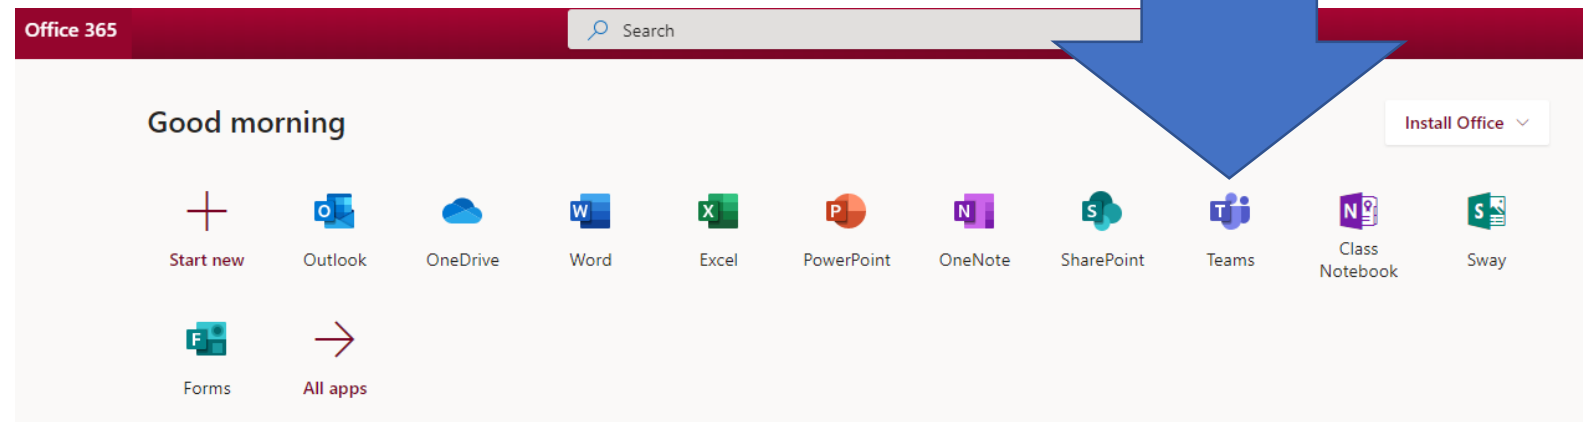 Office 365
Search
Good morning
Install Office
Start new
Outlook
OneDrive
Word
Excel
PowerPoint
OneNote
SharePoint
Teams
Class
Notebook
Sway
Forms
All apps